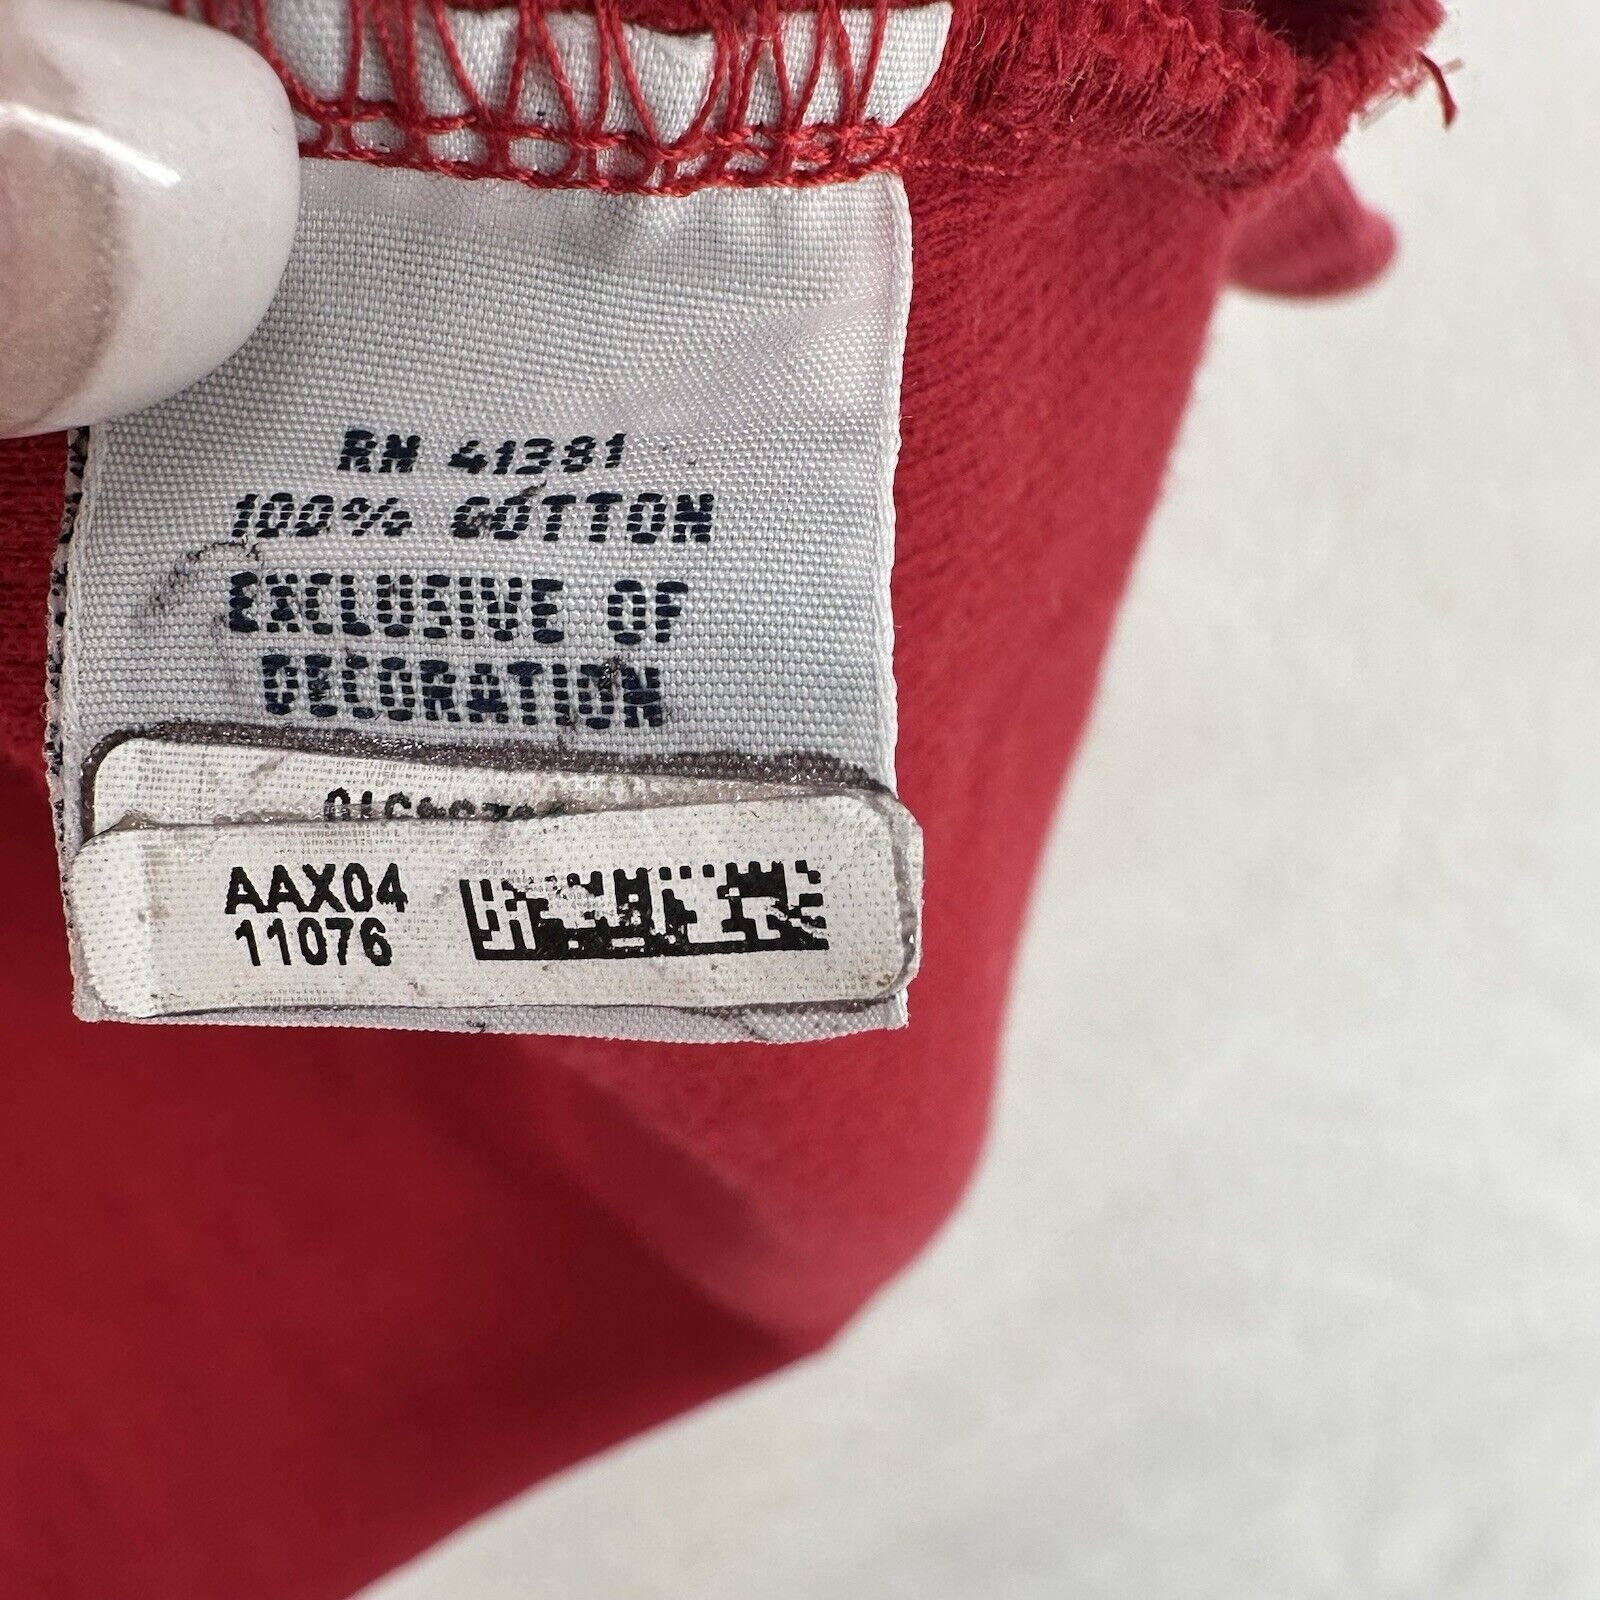 RN 41381
100% COTTON
EXCLUSIVE OF
DECORATION
AAX04
11076